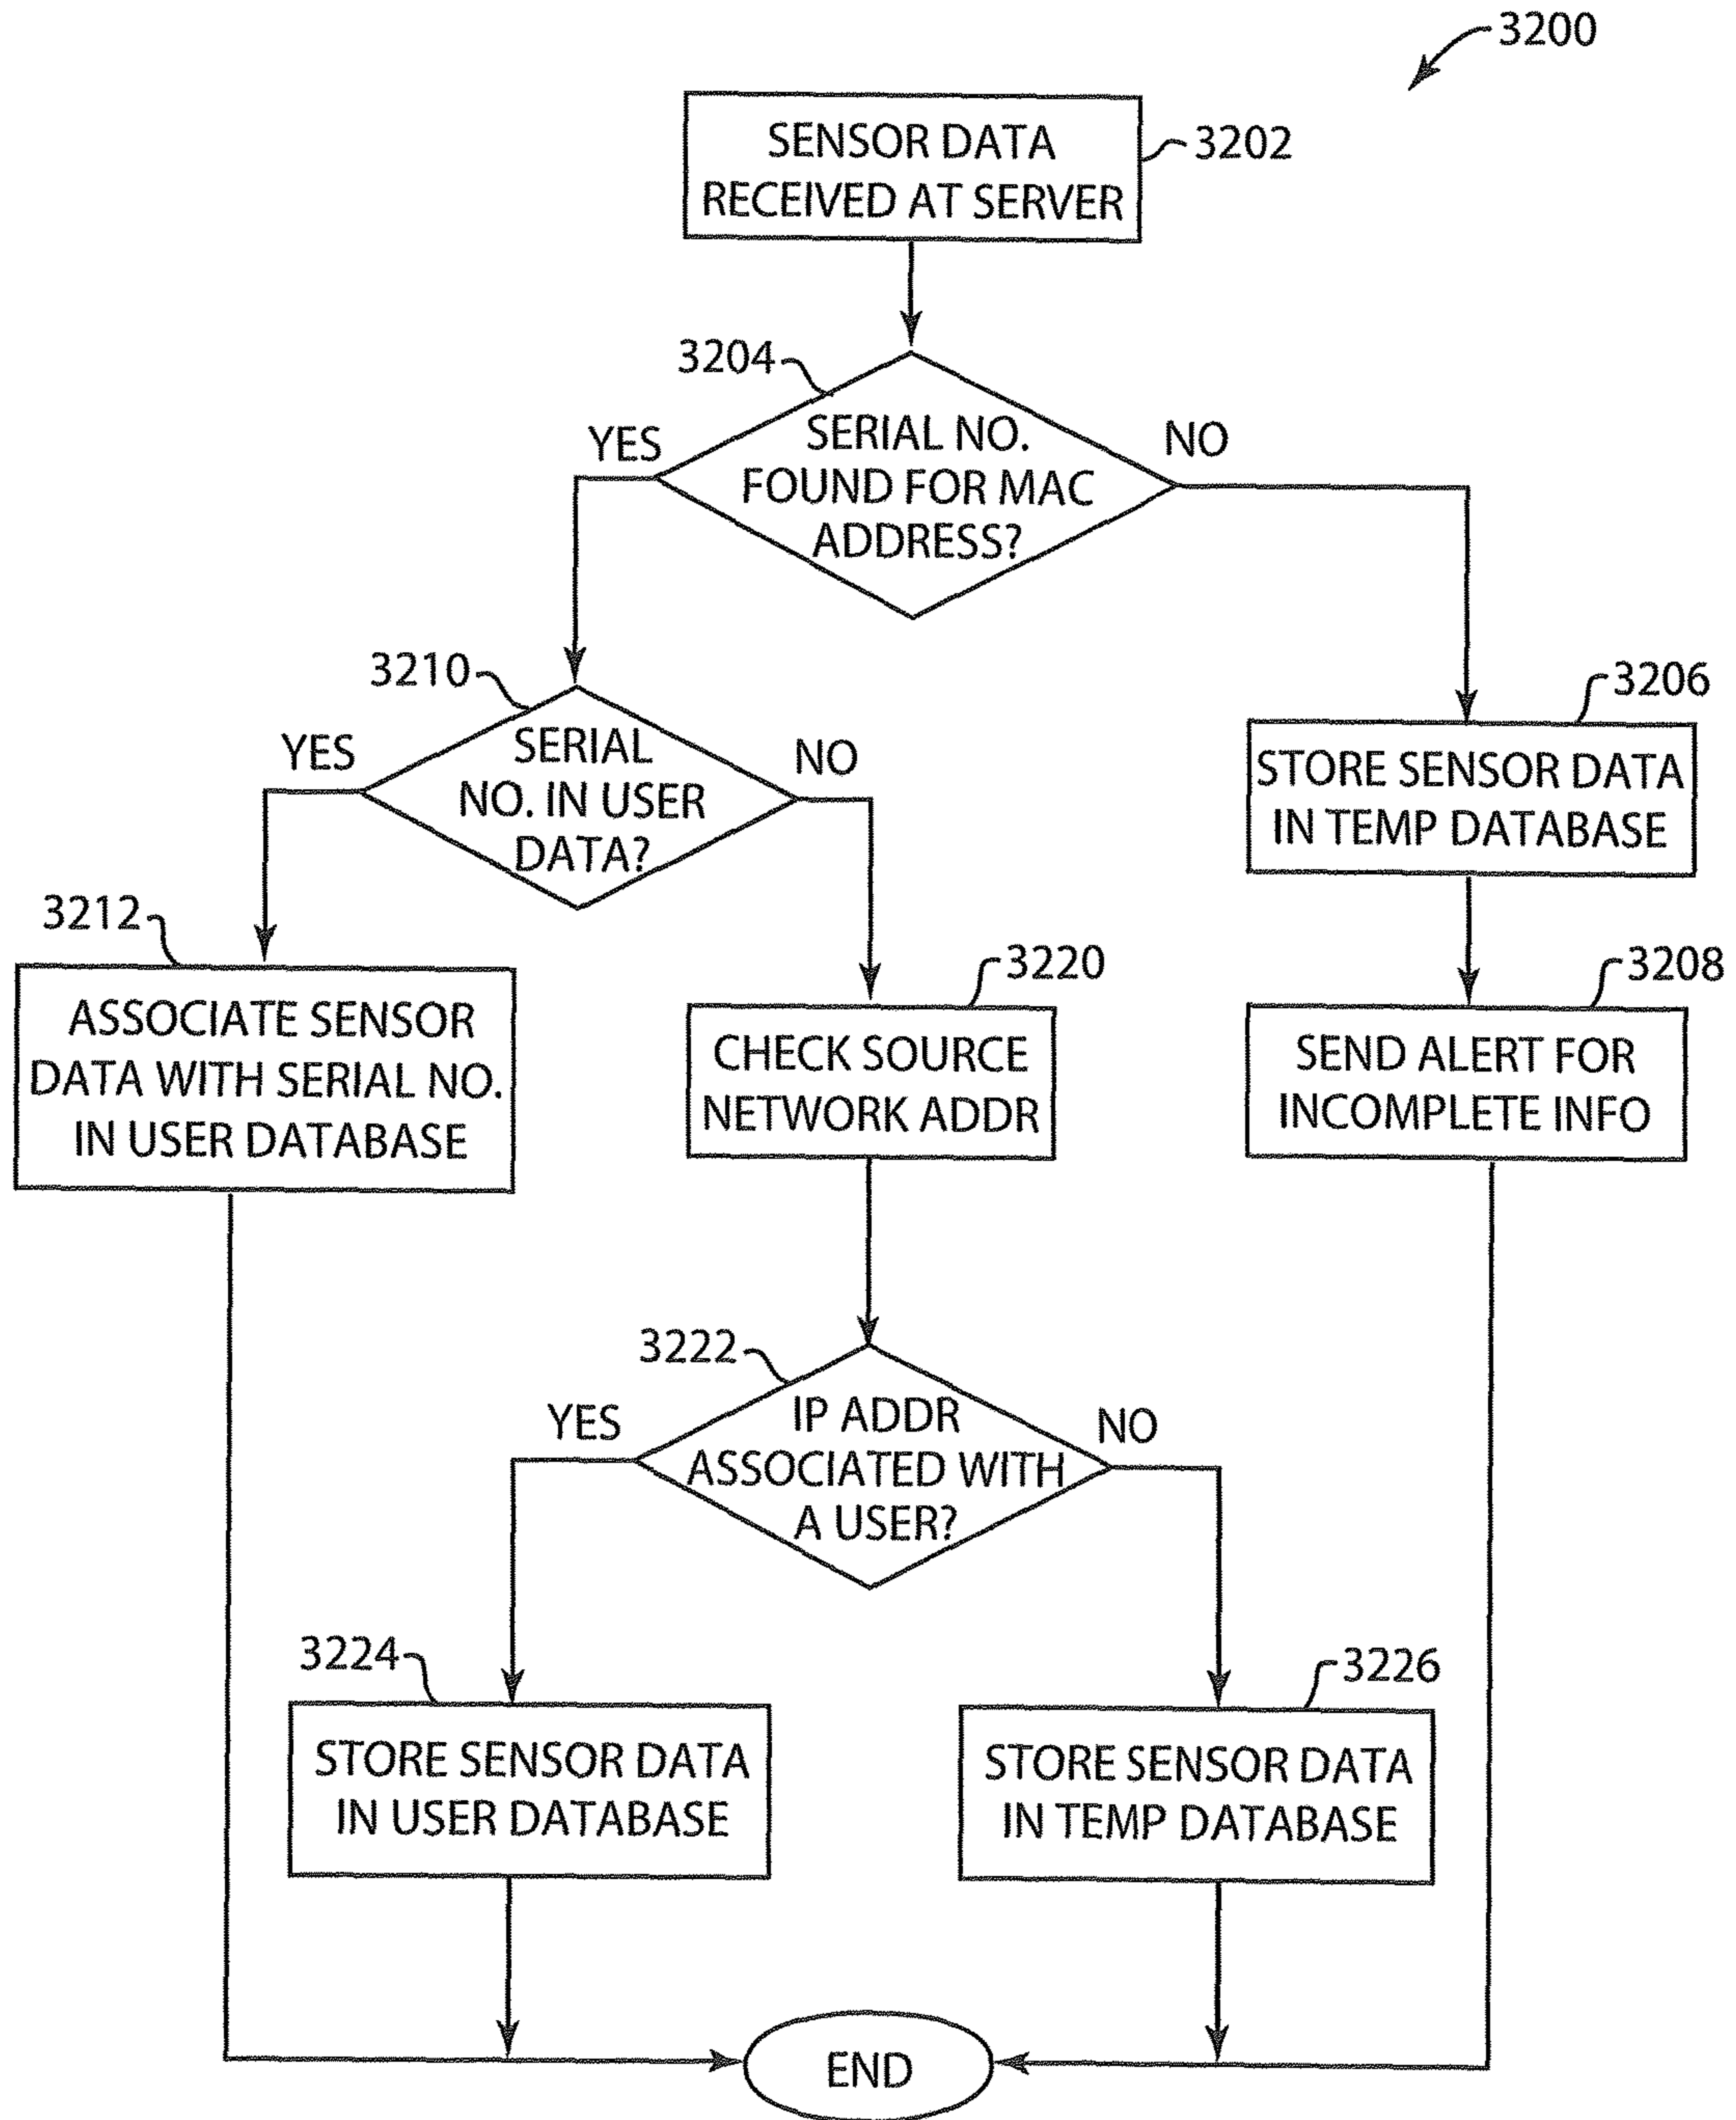 3200
SENSOR DATA
RECEIVED AT SERVER
3202
3204
SERIAL NO.
FOUND FOR MAC
ADDRESS?
YES
NO
3210
SERIAL
NO. IN USER
DATA?
YES
NO
3206
STORE SENSOR DATA
IN TEMP DATABASE
3212
ASSOCIATE SENSOR
DATA WITH SERIAL NO.
IN USER DATABASE
3220
CHECK SOURCE
NETWORK ADDR
3208
SEND ALERT FOR
INCOMPLETE INFO
3222
IP ADDR
ASSOCIATED WITH
A USER?
YES
NO
3224
STORE SENSOR DATA
IN USER DATABASE
3226
STORE SENSOR DATA
IN TEMP DATABASE
END